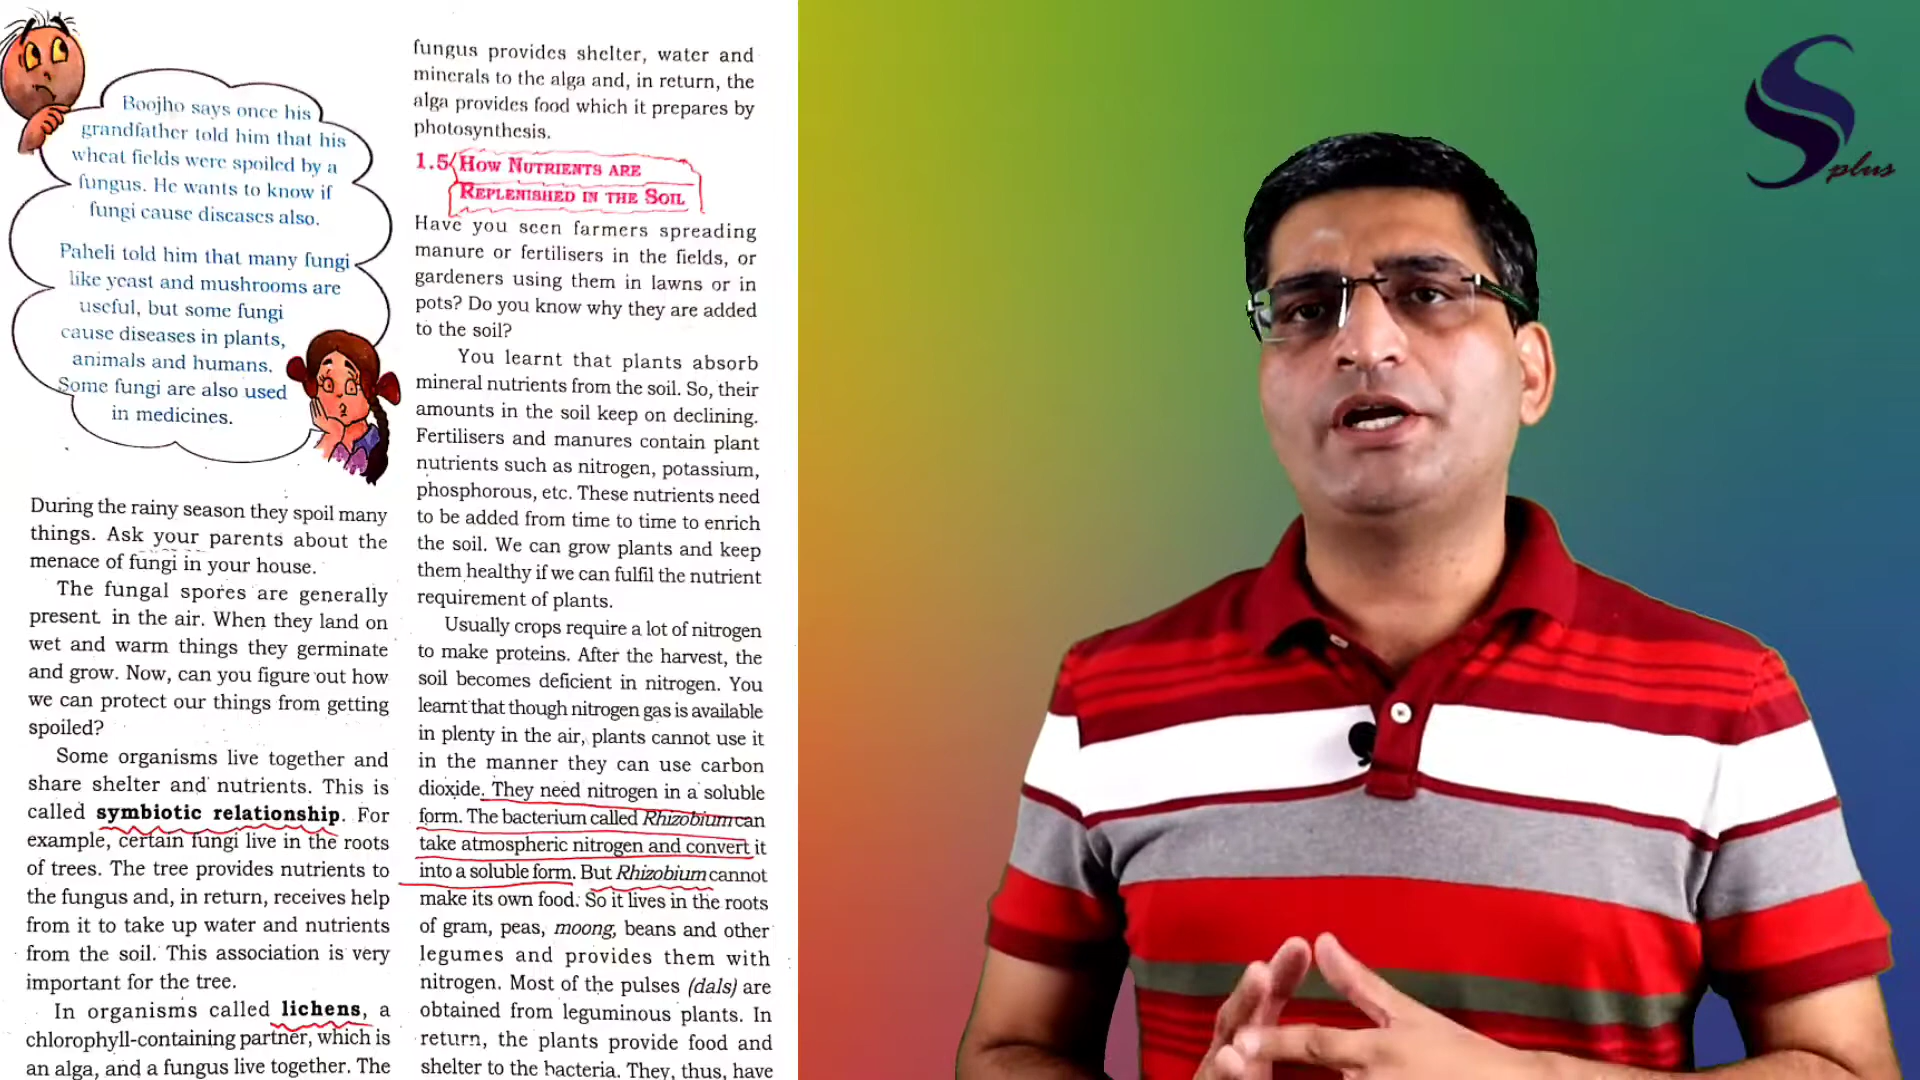 Boojho says once his
grandfather told him that his
wheat fields were spoiled by a
fungus. He wants to know if
fungi cause diseases also.
Paheli told him that many fungi
like yeast and mushrooms are
useful, but some fungi
cause diseases in plants,
animals and humans.
Some fungi are also used
in medicines.
During the rainy season they spoil many
things. Ask your parents about the
menace of fungi in your house.
The fungal spores are generally
present in the air. When they land on
wet and warm things they germinate
and grow. Now, can you figure out how
we can protect our things from getting
spoiled?
Some organisms live together and
share shelter and nutrients. This is
called symbiotic relationship. For
example, certain fungi live in the roots
of trees. The tree provides nutrients to
the fungus and, in return, receives help
from it to take up water and nutrients
from the soil. This association is very
important for the tree.
In organisms called lichens, a
chlorophyll-containing partner, which is
an alga, and a fungus live together. The
fungus provides shelter, water and
minerals to the alga and, in return, the
alga provides food which it prepares by
photosynthesis.
1.5 HOW NUTRIENTS ARE
REPLENISHED IN THE SOIL
Have you seen farmers spreading
manure or fertilisers in the fields, or
gardeners using them in lawns or in
pots? Do you know why they are added
to the soil?
You learnt that plants absorb
mineral nutrients from the soil. So, their
amounts in the soil keep on declining.
Fertilisers and manures contain plant
nutrients such as nitrogen, potassium,
phosphorous, etc. These nutrients need
to be added from time to time to enrich
the soil. We can grow plants and keep
them healthy if we can fulfil the nutrient
requirement of plants.
Usually crops require a lot of nitrogen
to make proteins. After the harvest, the
soil becomes deficient in nitrogen. You
learnt that though nitrogen gas is available
in plenty in the air, plants cannot use it
in the manner they can use carbon
dioxide. They need nitrogen in a soluble
form. The bacterium called Rhizobium can
take atmospheric nitrogen and convert it
into a soluble form. But Rhizobium cannot
make its own food. So it lives in the roots
of gram, peas, moong, beans and other
legumes and provides them with
nitrogen. Most of the pulses (dals) are
obtained from leguminous plants. In
return, the plants provide food and
shelter to the bacteria. They, thus, have
S plus